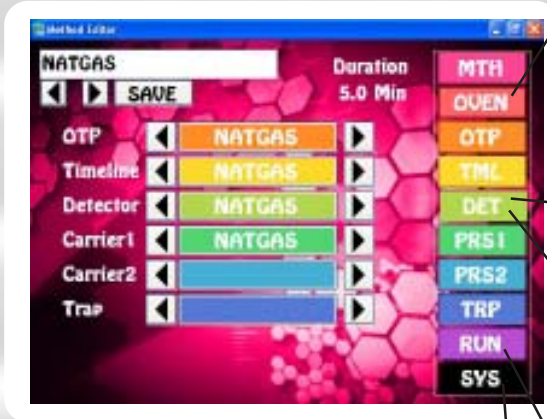 Method Editor
NATGAS
SAVE
Duration
5.0 Min
OTP NATGAS
Timeline NATGAS
Detector NATGAS
Carrier1 NATGAS
Carrier2
Trap
MTH
OVEN
OTP
TML
DET
PRS1
PRS2
TRP
RUN
SYS